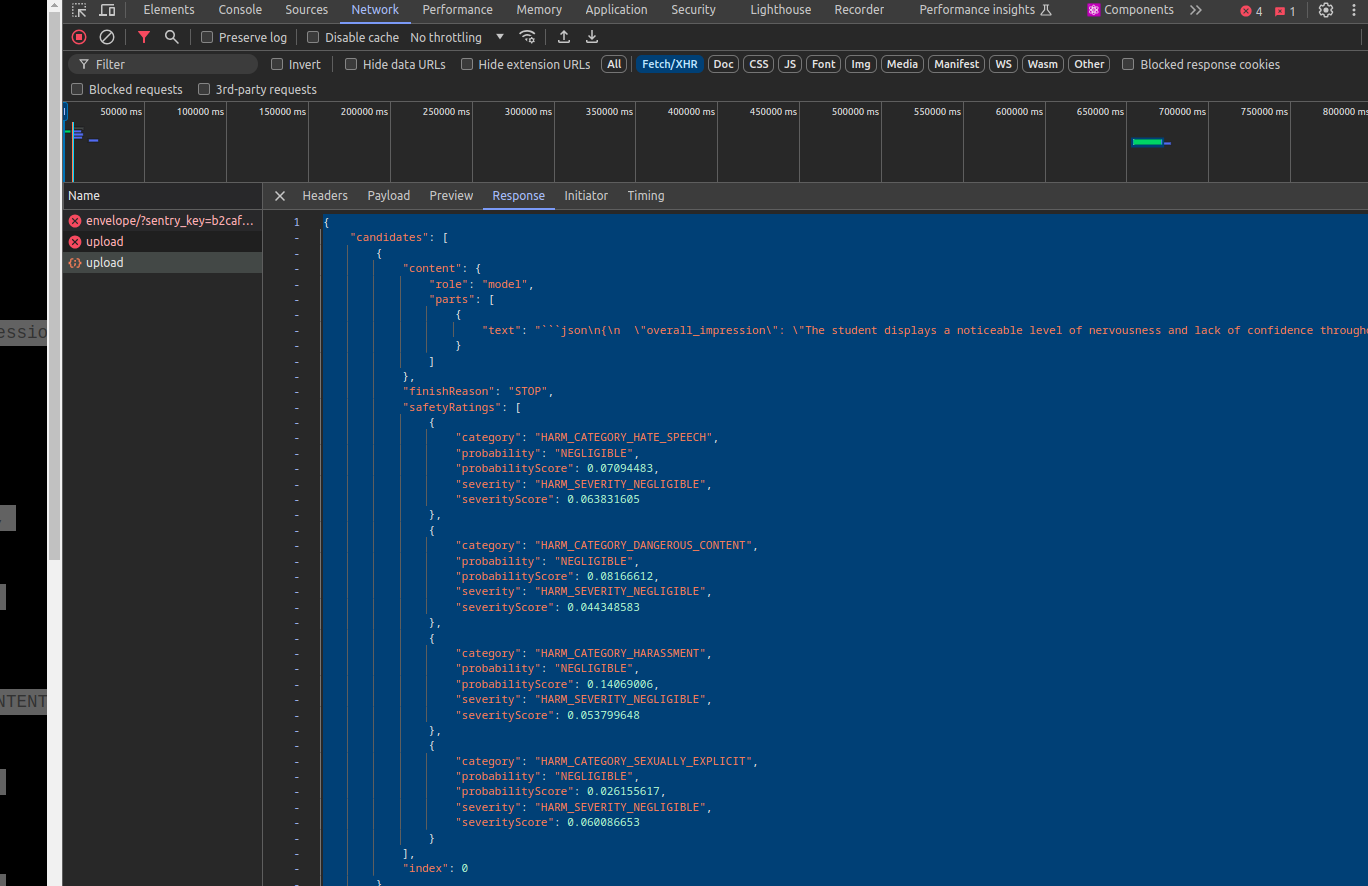 Elements Console Sources Network Performance Memory Application Security Lighthouse Recorder Performance insights Components 4 1
Preserve log Disable cache No throttling
Filter Invert Hide data URLs Hide extension URLs All Fetch/XHR Doc CSS JS Font Img Media Manifest WS Wasm Other Blocked response cookies
Blocked requests 3rd-party requests
50000 ms 100000 ms 150000 ms 200000 ms 250000 ms 300000 ms 350000 ms 400000 ms 450000 ms 500000 ms 550000 ms 600000 ms 650000 ms 700000 ms 750000 ms 800000 ms
Name Headers Payload Preview Response Initiator Timing
envelope/?sentry_key=b2caf...
upload
upload
essio
NTENT
1 {
- "candidates": [
- {
- "content": {
- "role": "model",
- "parts": [
- {
- "text": "```json\n{\n  \"overall_impression\": \"The student displays a noticeable level of nervousness and lack of confidence through
- }
- ]
- },
- "finishReason": "STOP",
- "safetyRatings": [
- {
- "category": "HARM_CATEGORY_HATE_SPEECH",
- "probability": "NEGLIGIBLE",
- "probabilityScore": 0.07094483,
- "severity": "HARM_SEVERITY_NEGLIGIBLE",
- "severityScore": 0.063831605
- },
- {
- "category": "HARM_CATEGORY_DANGEROUS_CONTENT",
- "probability": "NEGLIGIBLE",
- "probabilityScore": 0.08166612,
- "severity": "HARM_SEVERITY_NEGLIGIBLE",
- "severityScore": 0.044348583
- },
- {
- "category": "HARM_CATEGORY_HARASSMENT",
- "probability": "NEGLIGIBLE",
- "probabilityScore": 0.14069006,
- "severity": "HARM_SEVERITY_NEGLIGIBLE",
- "severityScore": 0.053799648
- },
- {
- "category": "HARM_CATEGORY_SEXUALLY_EXPLICIT",
- "probability": "NEGLIGIBLE",
- "probabilityScore": 0.026155617,
- "severity": "HARM_SEVERITY_NEGLIGIBLE",
- "severityScore": 0.060086653
- }
- ],
- "index": 0
- }